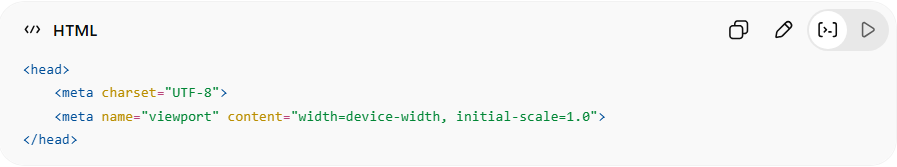 HTML
<head>
    <meta charset="UTF-8">
    <meta name="viewport" content="width=device-width, initial-scale=1.0">
</head>